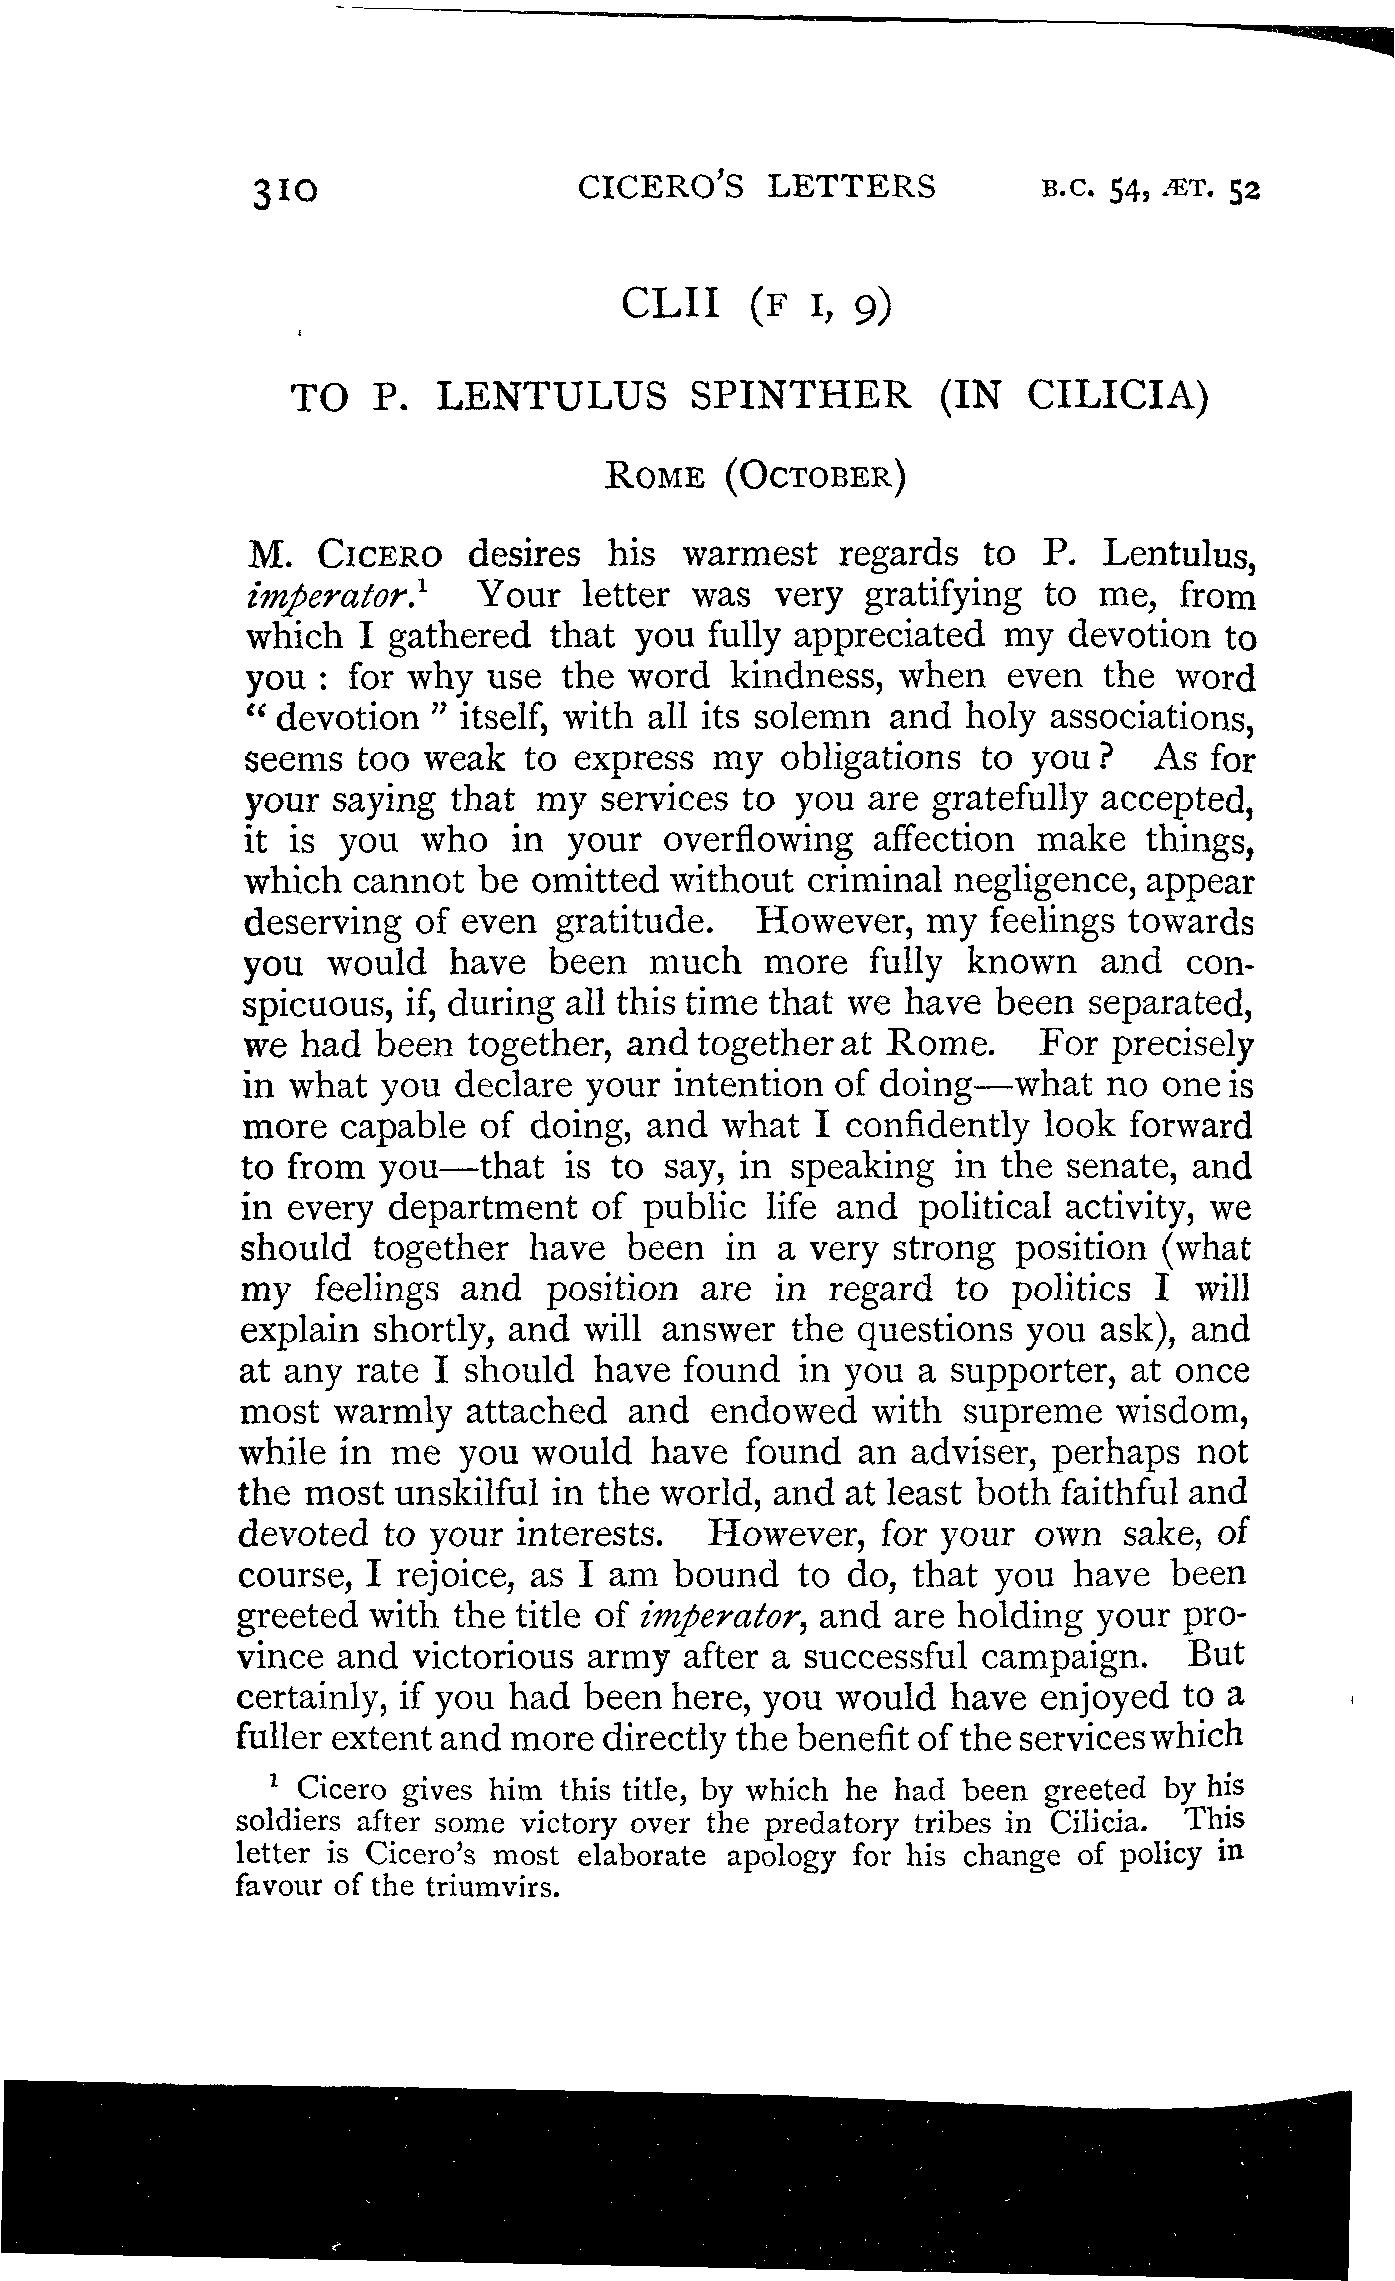 310 CICERO'S LETTERS B.C. 54, ÆT. 52
CLII (F I, 9)
TO P. LENTULUS SPINTHER (IN CILICIA)
ROME (OCTOBER)
M. CICERO desires his warmest regards to P. Lentulus,
imperator.¹ Your letter was very gratifying to me, from
which I gathered that you fully appreciated my devotion to
you : for why use the word kindness, when even the word
“ devotion ” itself, with all its solemn and holy associations,
seems too weak to express my obligations to you ? As for
your saying that my services to you are gratefully accepted,
it is you who in your overflowing affection make things,
which cannot be omitted without criminal negligence, appear
deserving of even gratitude. However, my feelings towards
you would have been much more fully known and con-
spicuous, if, during all this time that we have been separated,
we had been together, and together at Rome. For precisely
in what you declare your intention of doing—what no one is
more capable of doing, and what I confidently look forward
to from you—that is to say, in speaking in the senate, and
in every department of public life and political activity, we
should together have been in a very strong position (what
my feelings and position are in regard to politics I will
explain shortly, and will answer the questions you ask), and
at any rate I should have found in you a supporter, at once
most warmly attached and endowed with supreme wisdom,
while in me you would have found an adviser, perhaps not
the most unskilful in the world, and at least both faithful and
devoted to your interests. However, for your own sake, of
course, I rejoice, as I am bound to do, that you have been
greeted with the title of imperator, and are holding your pro-
vince and victorious army after a successful campaign. But
certainly, if you had been here, you would have enjoyed to a
fuller extent and more directly the benefit of the services which
¹ Cicero gives him this title, by which he had been greeted by his
soldiers after some victory over the predatory tribes in Cilicia. This
letter is Cicero's most elaborate apology for his change of policy in
favour of the triumvirs.